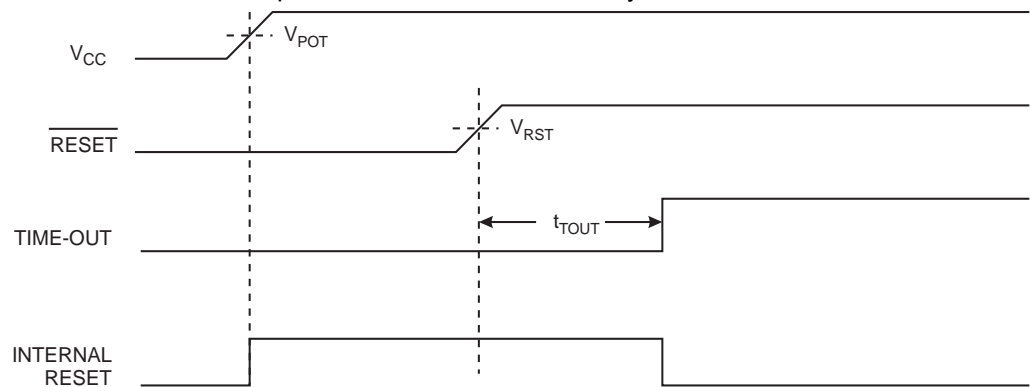 V_POT
V_CC
RESET
V_RST
TIME-OUT
t_TOUT
INTERNAL
RESET